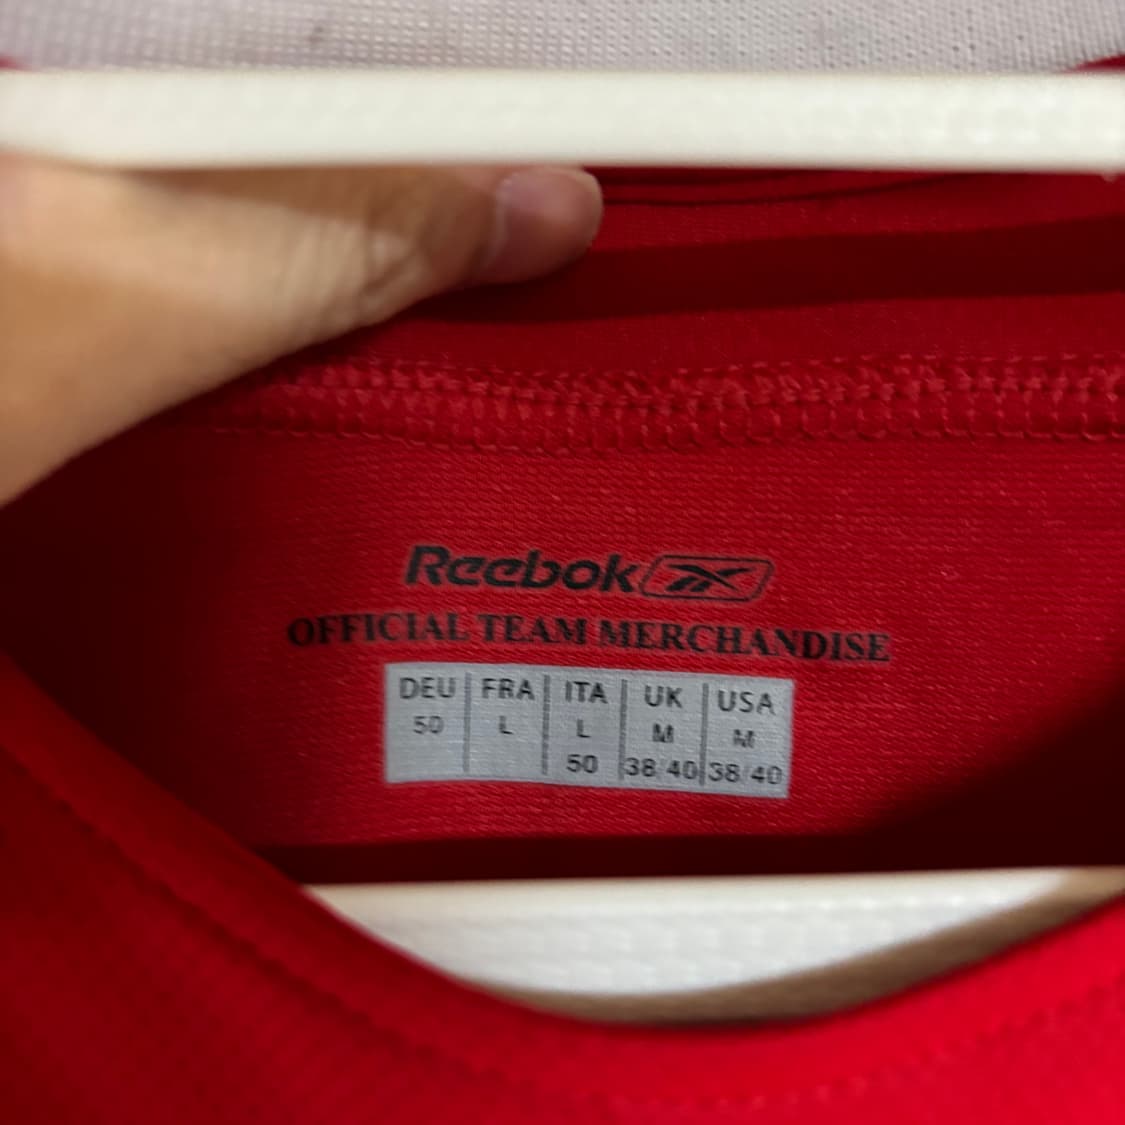 Reebok
OFFICIAL TEAM MERCHANDISE
DEU FRA ITA UK USA
50 L L M M
50 38/40 38/40